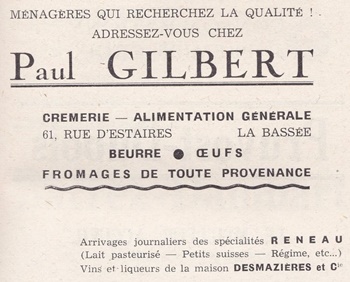 MÉNAGÈRES QUI RECHERCHEZ LA QUALITÉ !
ADRESSEZ-VOUS CHEZ
Paul GILBERT
CREMERIE — ALIMENTATION GÉNÉRALE
61, RUE D'ESTAIRES LA BASSÉE
BEURRE ● ŒUFS
FROMAGES DE TOUTE PROVENANCE
Arrivages journaliers des spécialités RENEAU
(Lait pasteurisé — Petits suisses — Régime, etc...)
Vins et liqueurs de la maison DESMAZIÈRES et Cie